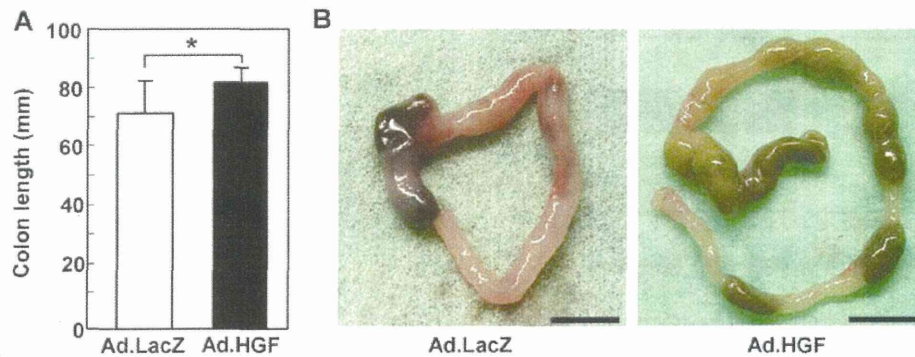 A
100
80
60
40
20
0
Colon length (mm)
*
Ad.LacZ Ad.HGF
B
Ad.LacZ
Ad.HGF